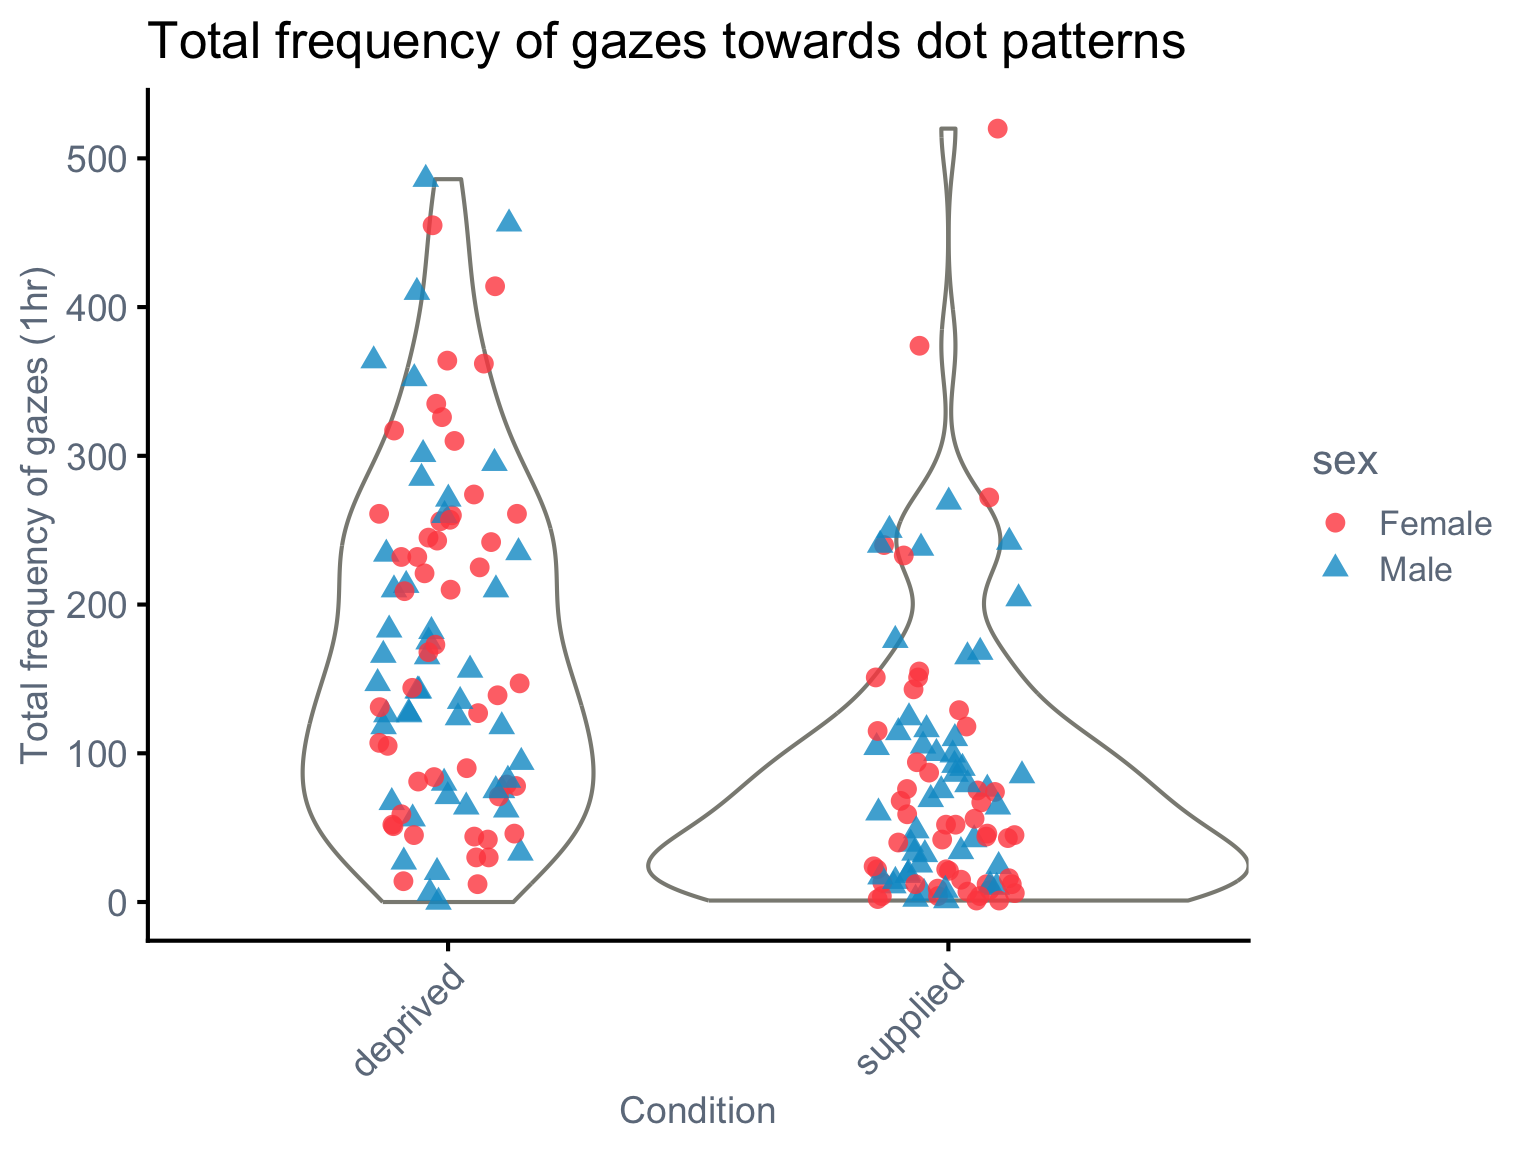 Total frequency of gazes towards dot patterns
Total frequency of gazes (1hr)
500
400
300
200
100
0
deprived
supplied
Condition
sex
Female
Male